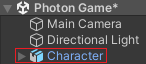 Photon Game*
Main Camera
Directional Light
Character